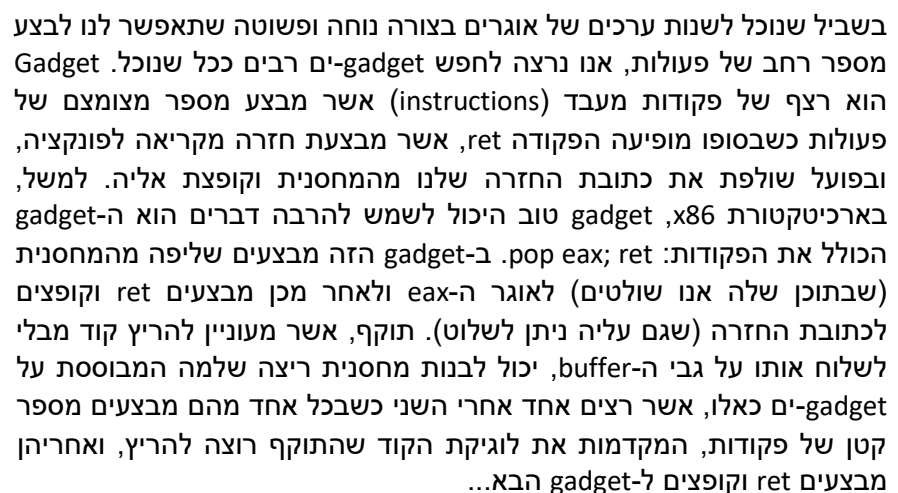 בשביל שנוכל לשנות ערכים של אוגרים בצורה נוחה ופשוטה שתאפשר לנו לבצע
מספר רחב של פעולות, אנו נרצה לחפש gadget-ים רבים ככל שנוכל. Gadget
הוא רצף של פקודות מעבד (instructions) אשר מבצע מספר מצומצם של
פעולות כשבסופו מופיעה הפקודה ret, אשר מבצעת חזרה מקריאה לפונקציה,
ובפועל שולפת את כתובת החזרה שלנו מהמחסנית וקופצת אליה. למשל,
בארכיטקטורת x86, gadget טוב היכול לשמש להרבה דברים הוא ה-gadget
הכולל את הפקודות: pop eax; ret. ב-gadget הזה מבצעים שליפה מהמחסנית
(שבתוכן שלה אנו שולטים) לאוגר ה-eax ולאחר מכן מבצעים ret וקופצים
לכתובת החזרה (שגם עליה ניתן לשלוט). תוקף, אשר מעוניין להריץ קוד מבלי
לשלוח אותו על גבי ה-buffer, יכול לבנות מחסנית ריצה שלמה המבוססת על
gadget-ים כאלו, אשר רצים אחד אחרי השני כשבכל אחד מהם מבצעים מספר
קטן של פקודות, המקדמות את לוגיקת הקוד שהתוקף רוצה להריץ, ואחריהן
מבצעים ret וקופצים ל-gadget הבא...